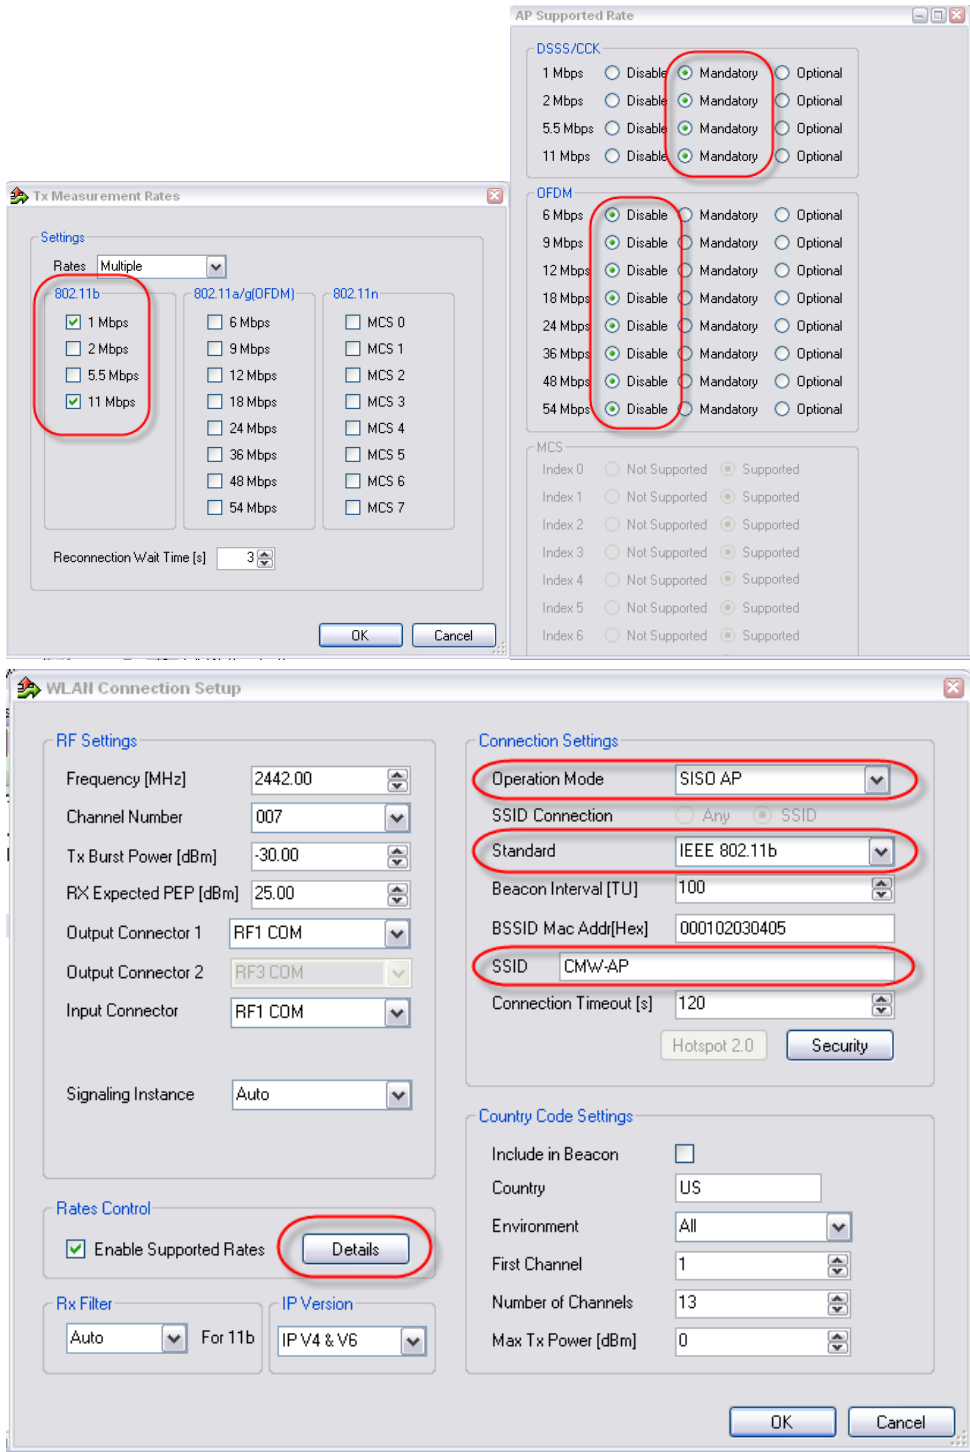 AP Supported Rate
DSSS/CCK
1 Mbps Disable Mandatory Optional
2 Mbps Disable Mandatory Optional
5.5 Mbps Disable Mandatory Optional
11 Mbps Disable Mandatory Optional
OFDM
6 Mbps Disable Mandatory Optional
9 Mbps Disable Mandatory Optional
12 Mbps Disable Mandatory Optional
18 Mbps Disable Mandatory Optional
24 Mbps Disable Mandatory Optional
36 Mbps Disable Mandatory Optional
48 Mbps Disable Mandatory Optional
54 Mbps Disable Mandatory Optional
MCS
Index 0 Not Supported Supported
Index 1 Not Supported Supported
Index 2 Not Supported Supported
Index 3 Not Supported Supported
Index 4 Not Supported Supported
Index 5 Not Supported Supported
Index 6 Not Supported Supported
Tx Measurement Rates
Settings
Rates Multiple
802.11b 802.11a/g(OFDM) 802.11n
1 Mbps 6 Mbps MCS 0
2 Mbps 9 Mbps MCS 1
5.5 Mbps 12 Mbps MCS 2
11 Mbps 18 Mbps MCS 3
24 Mbps MCS 4
36 Mbps MCS 5
48 Mbps MCS 6
54 Mbps MCS 7
Reconnection Wait Time [s] 3
OK Cancel
WLAN Connection Setup
RF Settings
Frequency [MHz] 2442.00
Channel Number 007
Tx Burst Power [dBm] -30.00
RX Expected PEP [dBm] 25.00
Output Connector 1 RF1 COM
Output Connector 2 RF3 COM
Input Connector RF1 COM
Signaling Instance Auto
Rates Control
Enable Supported Rates Details
Rx Filter
Auto For 11b
IP Version
IP V4 & V6
Connection Settings
Operation Mode SISO AP
SSID Connection Any SSID
Standard IEEE 802.11b
Beacon Interval [TU] 100
BSSID Mac Addr[Hex] 000102030405
SSID CMW-AP
Connection Timeout [s] 120
Hotspot 2.0 Security
Country Code Settings
Include in Beacon
Country US
Environment All
First Channel 1
Number of Channels 13
Max Tx Power [dBm] 0
OK Cancel